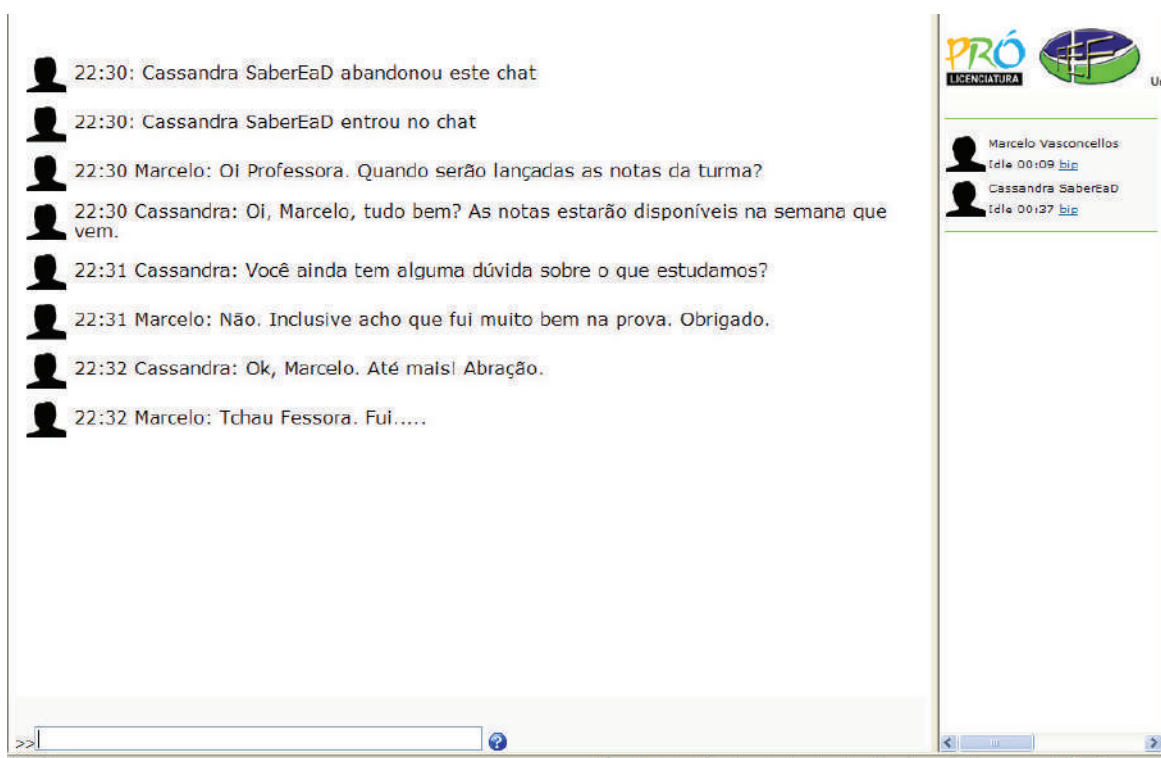 22:30: Cassandra SaberEaD abandonou este chat
22:30: Cassandra SaberEaD entrou no chat
22:30 Marcelo: Oi Professora. Quando serão lançadas as notas da turma?
22:30 Cassandra: Oi, Marcelo, tudo bem? As notas estarão disponíveis na semana que
vem.
22:31 Cassandra: Você ainda tem alguma dúvida sobre o que estudamos?
22:31 Marcelo: Não. Inclusive acho que fui muito bem na prova. Obrigado.
22:32 Cassandra: Ok, Marcelo. Até mais! Abração.
22:32 Marcelo: Tchau Fessora. Fui.....
>>
PRÓ
LICENCIATURA
Marcelo Vasconcellos
Idle 00:09 bip
Cassandra SaberEaD
Idle 00:37 bip